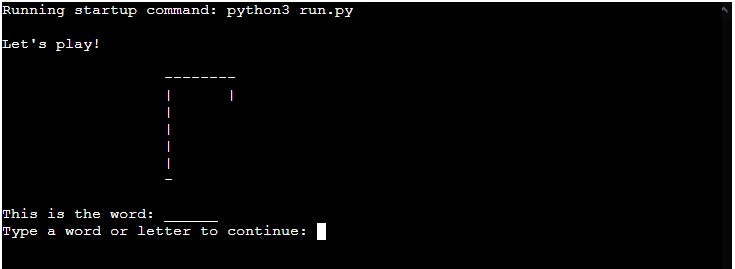 Running startup command: python3 run.py
Let's play!
--------
|      |
|
|
|
|
-
This is the word: ______
Type a word or letter to continue: